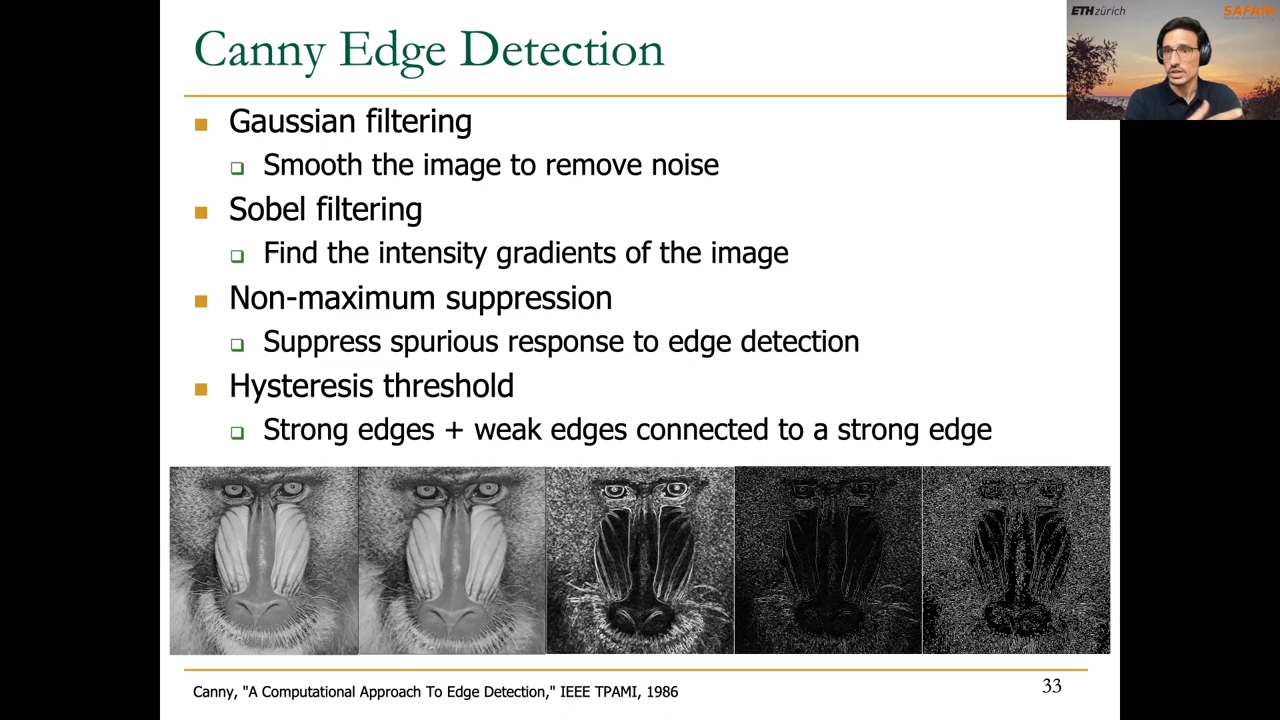 Canny Edge Detection
Gaussian filtering
Smooth the image to remove noise
Sobel filtering
Find the intensity gradients of the image
Non-maximum suppression
Suppress spurious response to edge detection
Hysteresis threshold
Strong edges + weak edges connected to a strong edge
Canny, "A Computational Approach To Edge Detection," IEEE TPAMI, 1986
33
ETH zürich
SAFARI